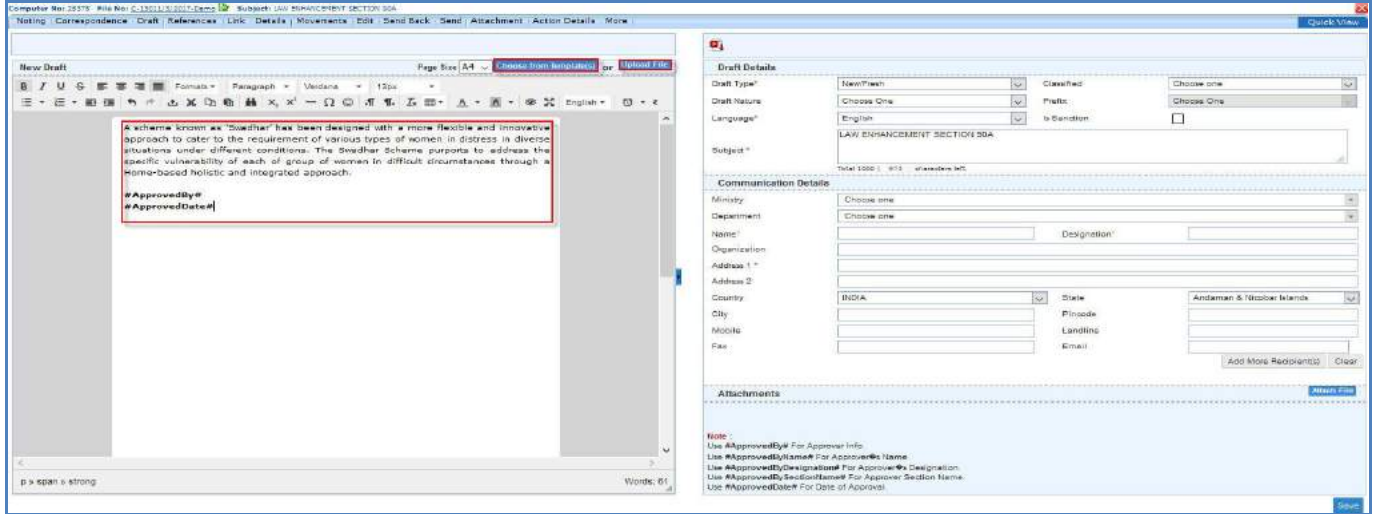 Computer No: 28378 File No: C-13011/3/2017-Demo Subject: LAW ENHANCEMENT SECTION 50A
Noting Correspondence Draft References Link Details Movements Edit Send Back Send Attachment Action Details More
Quick View
New Draft Page Size A4 Choose from template(s) or Upload File
B I U S Formats Paragraph Verdana 12px
English
A scheme known as 'Swadhar' has been designed with a more flexible and innovative
approach to cater to the requirement of various types of women in distress in diverse
situations under different conditions. The Swadhar Scheme purports to address the
specific vulnerability of each of group of women in difficult circumstances through a
Home-based holistic and integrated approach.
#ApprovedBy#
#ApprovedDate#
p » span » strong Words: 61
Draft Details
Draft Type* New/Fresh Classified Choose one
Draft Nature Choose One Prefix Choose One
Language* English Is Sanction
Subject * LAW ENHANCEMENT SECTION 50A
Total 1000 | 973 characters left
Communication Details
Ministry Choose one
Department Choose one
Name* Designation*
Organization
Address 1 *
Address 2
Country INDIA State Andaman & Nicobar Islands
City Pincode
Mobile Landline
Fax Email
Add More Recipient(s) Clear
Attachments Attach File
Note :
Use #ApprovedBy# For Approver Info
Use #ApprovedByName# For Approver�s Name
Use #ApprovedByDesignation# For Approver�s Designation
Use #ApprovedBySectionName# For Approver Section Name
Use #ApprovedDate# For Date of Approval
Save